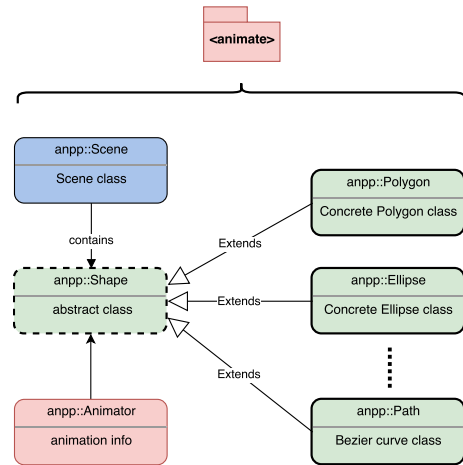 <animate>
anpp::Scene
Scene class
contains
anpp::Shape
abstract class
anpp::Animator
animation info
Extends
Extends
Extends
anpp::Polygon
Concrete Polygon class
anpp::Ellipse
Concrete Ellipse class
anpp::Path
Bezier curve class